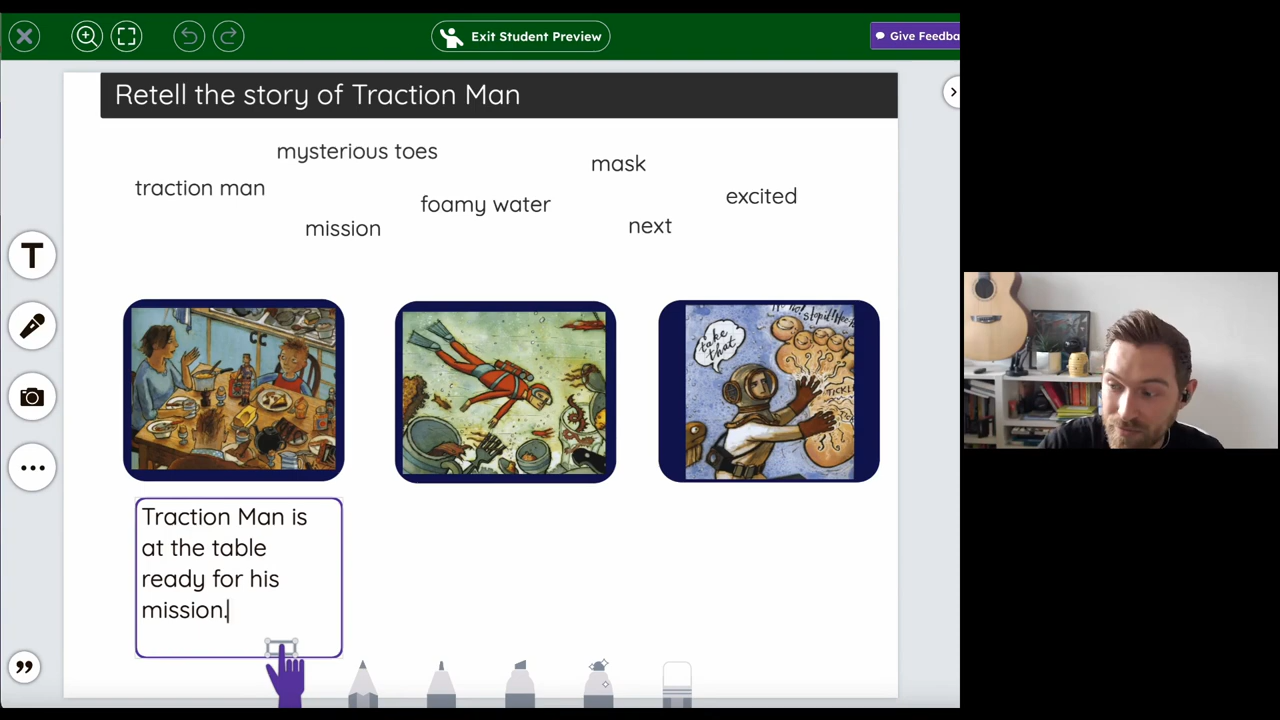 Exit Student Preview
Give Feedba
Retell the story of Traction Man
mysterious toes
mask
traction man
excited
foamy water
next
mission
T
take
that
Traction Man is
at the table
ready for his
mission.